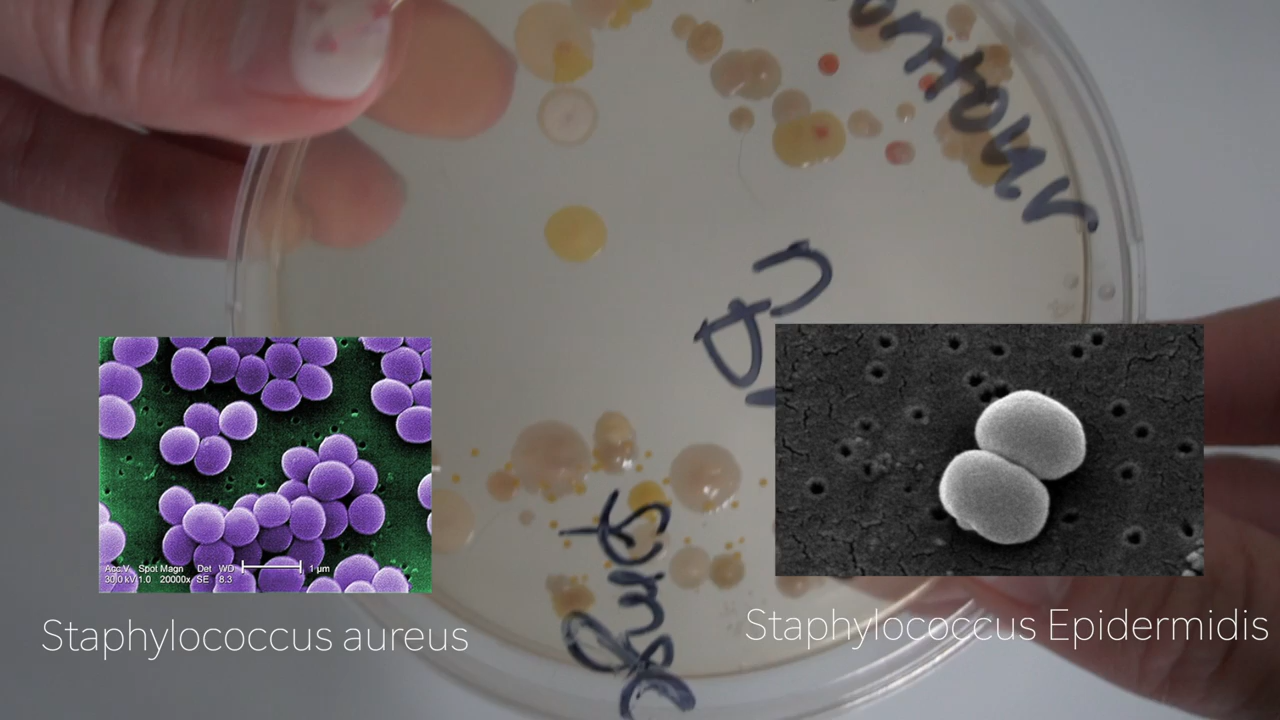 ontour
Acc.V Spot Magn Det WD 1 µm
30.0 kV 1.0 20000x SE 8.3
Staphylococcus aureus
Staphylococcus Epidermidis